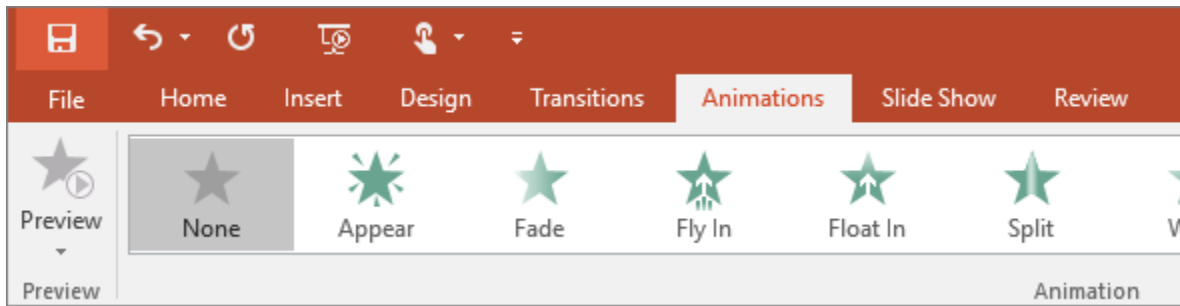 File Home Insert Design Transitions Animations Slide Show Review
Preview None Appear Fade Fly In Float In Split
Preview Animation